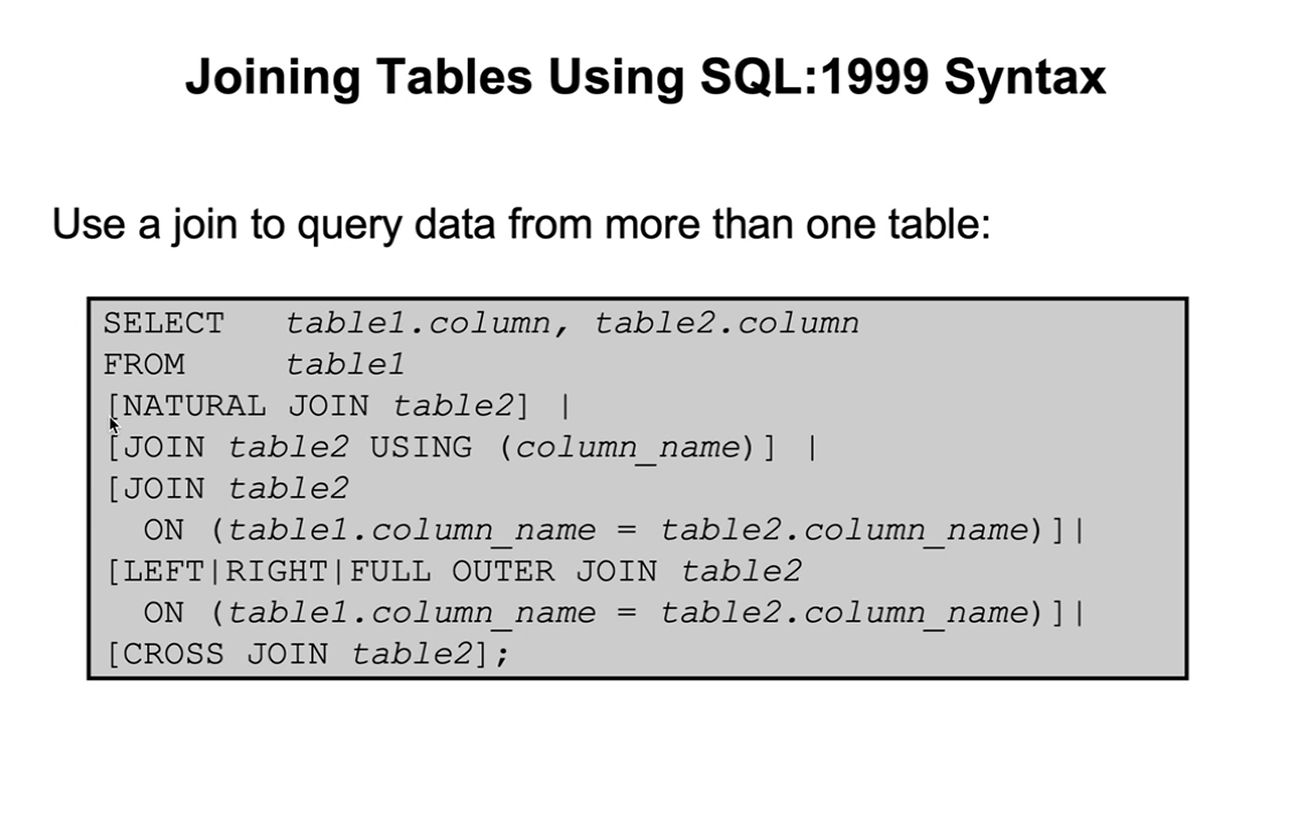 Joining Tables Using SQL:1999 Syntax
Use a join to query data from more than one table:
SELECT table1.column, table2.column
FROM table1
[NATURAL JOIN table2] |
[JOIN table2 USING (column_name)] |
[JOIN table2
ON (table1.column_name = table2.column_name)]|
[LEFT|RIGHT|FULL OUTER JOIN table2
ON (table1.column_name = table2.column_name)]|
[CROSS JOIN table2];